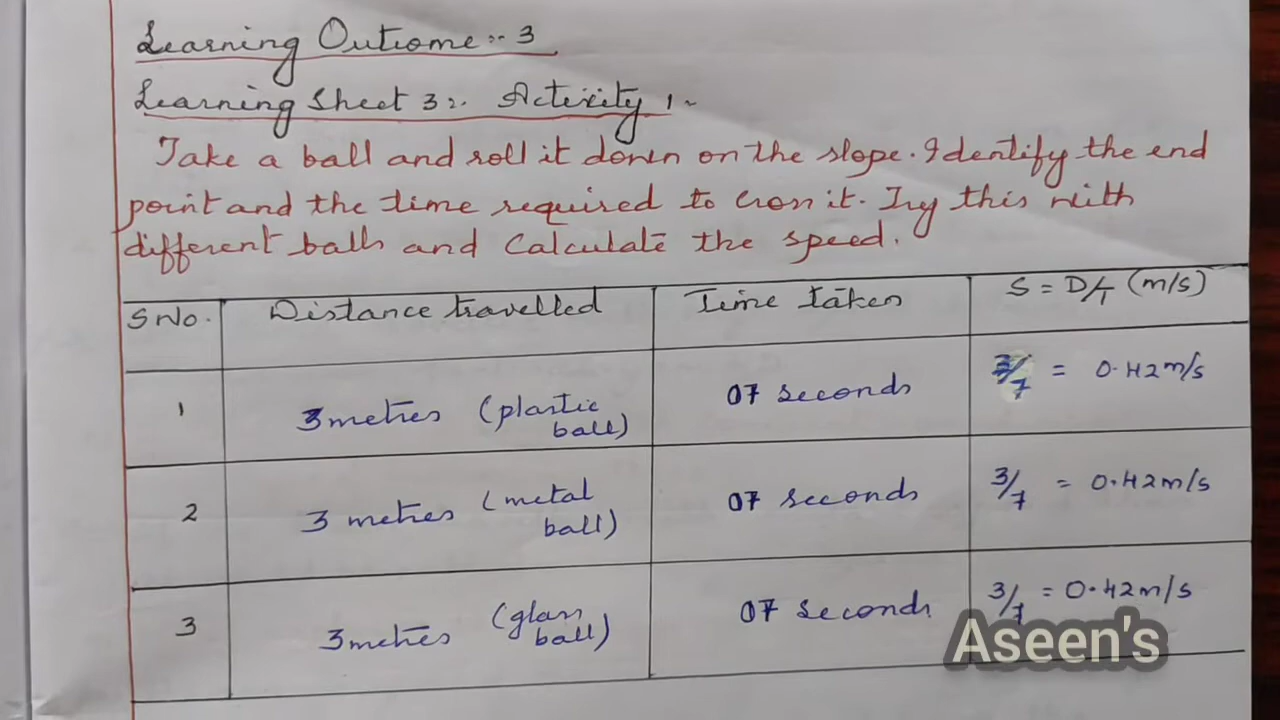 Learning Outcome :- 3
Learning Sheet 3 :- Activity 1 :-
Take a ball and roll it down on the slope. Identify the end
point and the time required to cross it. Try this with
different balls and Calculate the speed.
S No. Distance travelled Time taken S = D/T (m/s)
1 3 metres (plastic ball) 07 seconds 3/7 = 0.42 m/s
2 3 metres (metal ball) 07 seconds 3/7 = 0.42 m/s
3 3 metres (glass ball) 07 seconds 3/7 = 0.42 m/s
Aseen's